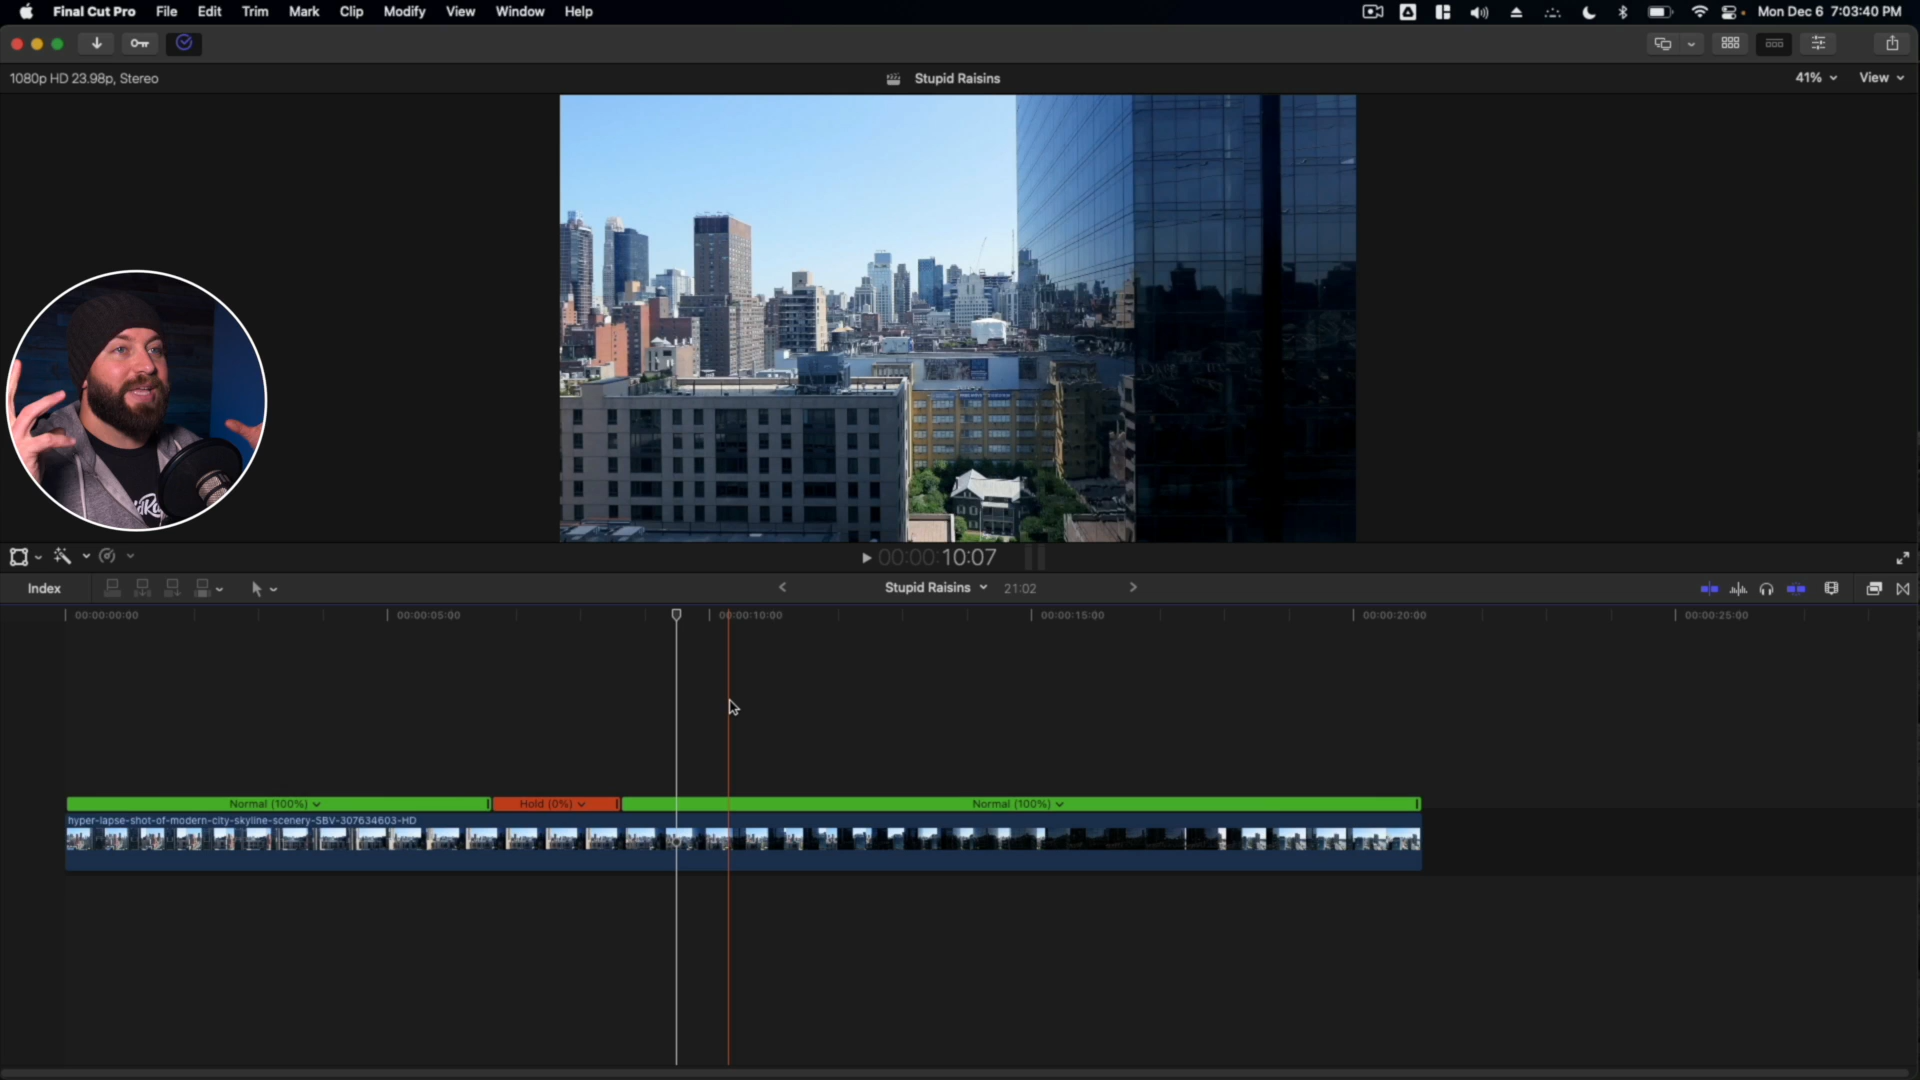 Final Cut Pro File Edit Trim Mark Clip Modify View Window Help Mon Dec 6 7:03:40 PM
1080p HD 23.98p, Stereo Stupid Raisins 41% View
00:00:10:07
Index Stupid Raisins 21:02
00:00:00:00 00:00:05:00 00:00:10:00 00:00:15:00 00:00:20:00 00:00:25:00
Normal (100%) Hold (0%) Normal (100%)
hyper-lapse-shot-of-modern-city-skyline-scenery-SBV-307634603-HD